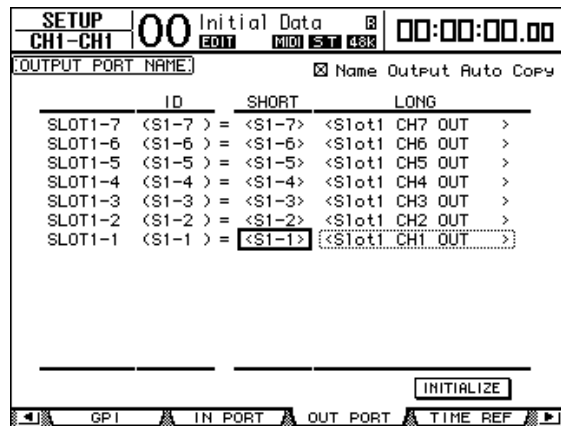 SETUP
CH1-CH1
00
Initial Data
EDIT
MIDI ST 48K
00:00:00.00
OUTPUT PORT NAME
Name Output Auto Copy
ID SHORT LONG
SLOT1-7 (S1-7 ) = <S1-7> <Slot1 CH7 OUT >
SLOT1-6 (S1-6 ) = <S1-6> <Slot1 CH6 OUT >
SLOT1-5 (S1-5 ) = <S1-5> <Slot1 CH5 OUT >
SLOT1-4 (S1-4 ) = <S1-4> <Slot1 CH4 OUT >
SLOT1-3 (S1-3 ) = <S1-3> <Slot1 CH3 OUT >
SLOT1-2 (S1-2 ) = <S1-2> <Slot1 CH2 OUT >
SLOT1-1 (S1-1 ) = <S1-1> <Slot1 CH1 OUT >
INITIALIZE
GPI IN PORT OUT PORT TIME REF